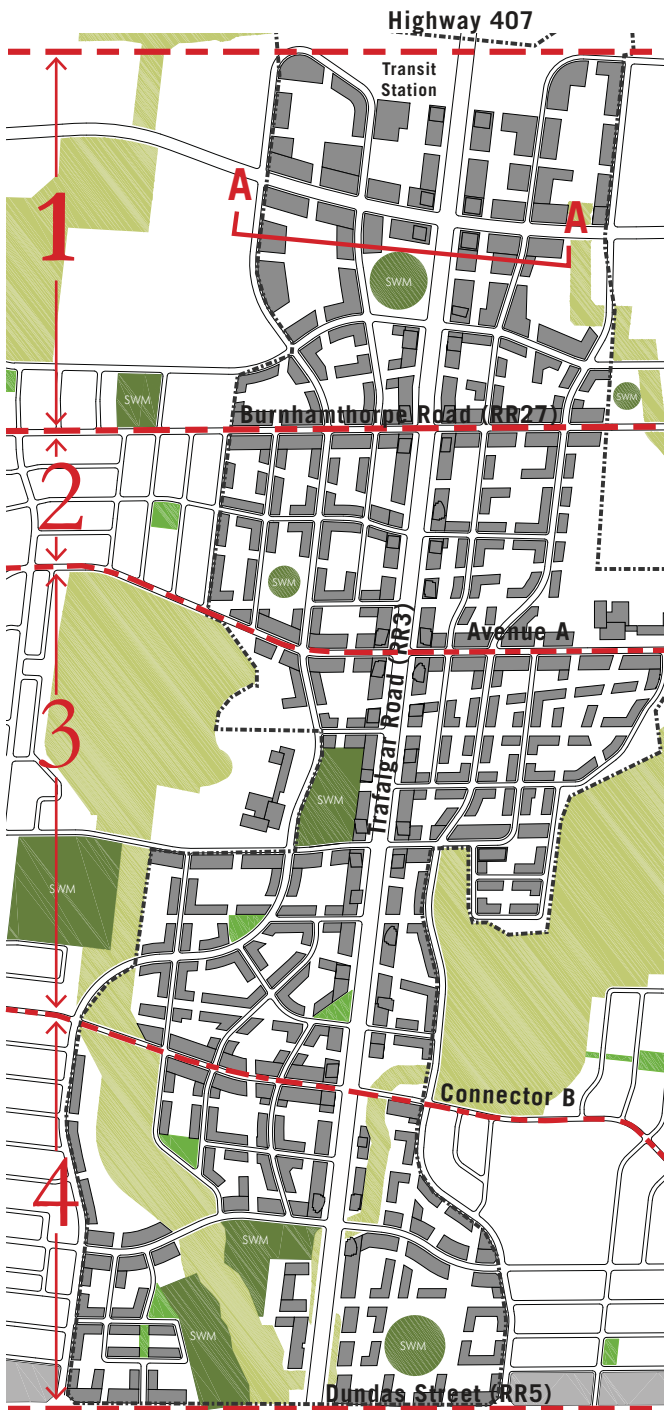 Highway 407
Transit
Station
A
A
1
SWM
SWM
SWM
Burnhamthorpe Road (RR27)
2
SWM
Avenue A
Trafalgar Road (RR3)
3
SWM
SWM
Connector B
4
SWM
SWM
SWM
Dundas Street (RR5)